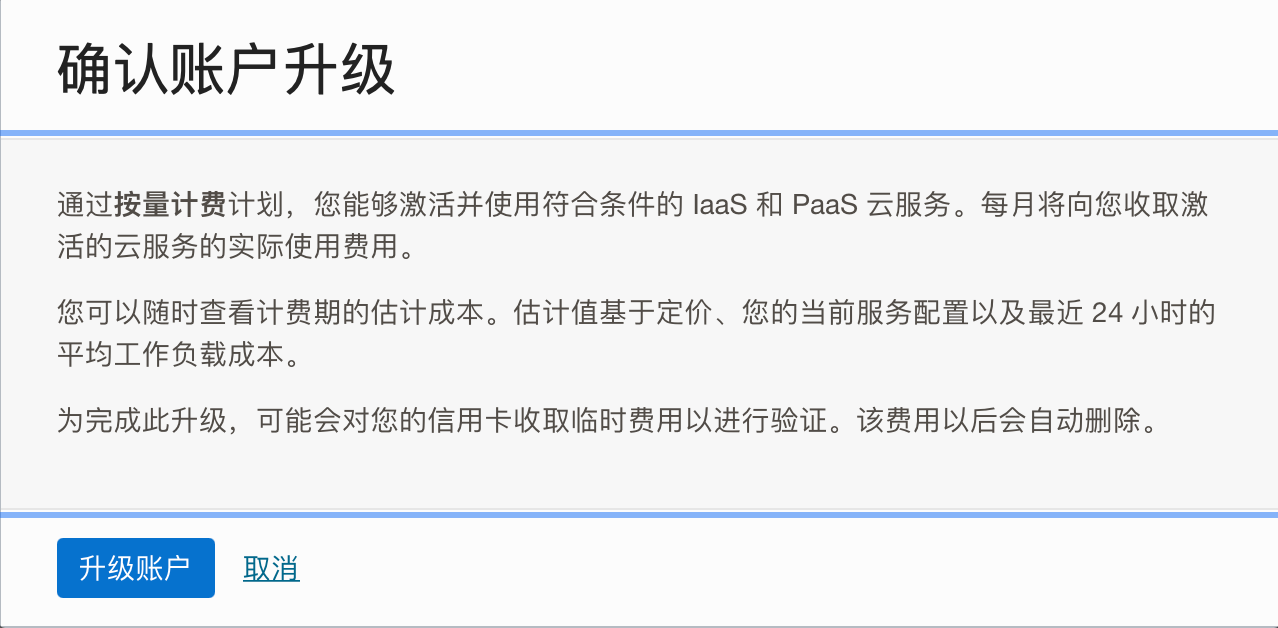 确认账户升级
通过按量计费计划，您能够激活并使用符合条件的 IaaS 和 PaaS 云服务。每月将向您收取激
活的云服务的实际使用费用。
您可以随时查看计费期的估计成本。估计值基于定价、您的当前服务配置以及最近 24 小时的
平均工作负载成本。
为完成此升级，可能会对您的信用卡收取临时费用以进行验证。该费用以后会自动删除。
升级账户 取消